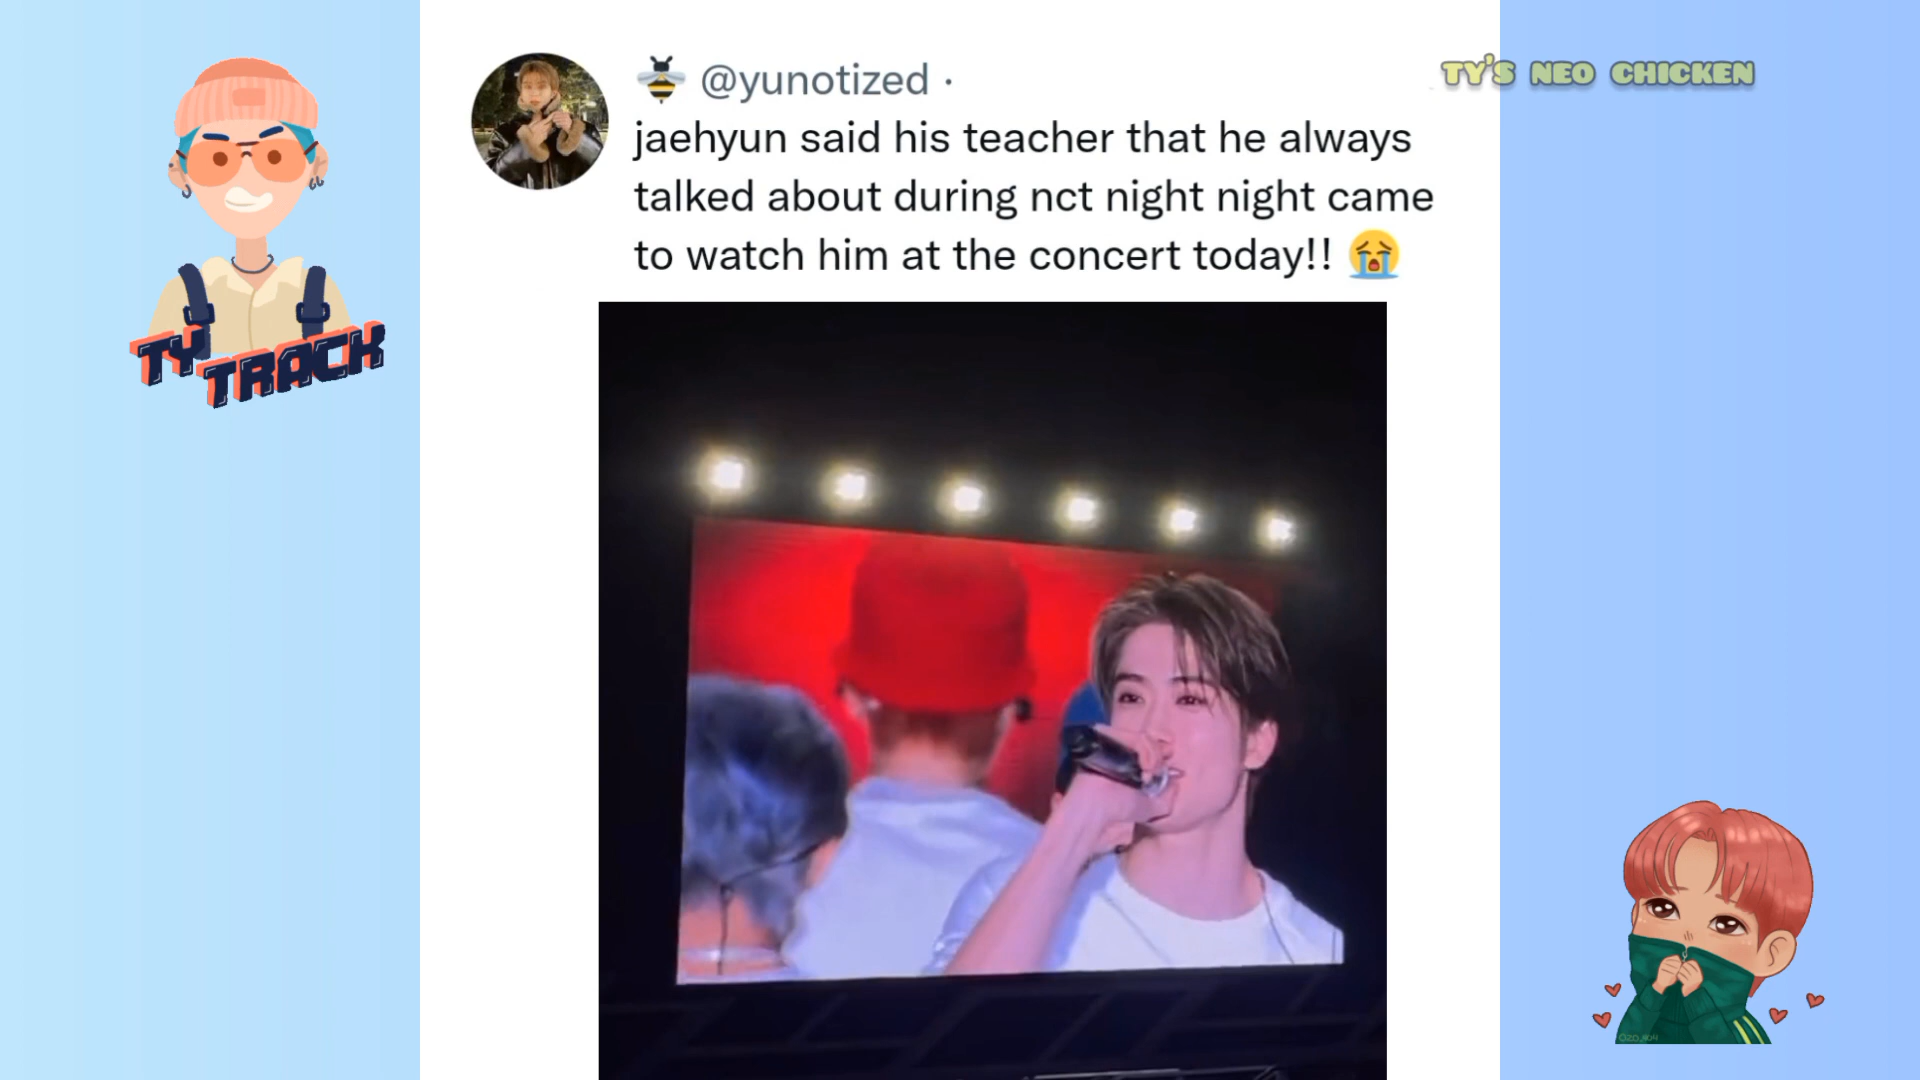 TY'S NEO CHICKEN
@yunotized ·
jaehyun said his teacher that he always
talked about during nct night night came
to watch him at the concert today!! 😭
TY
TRACK